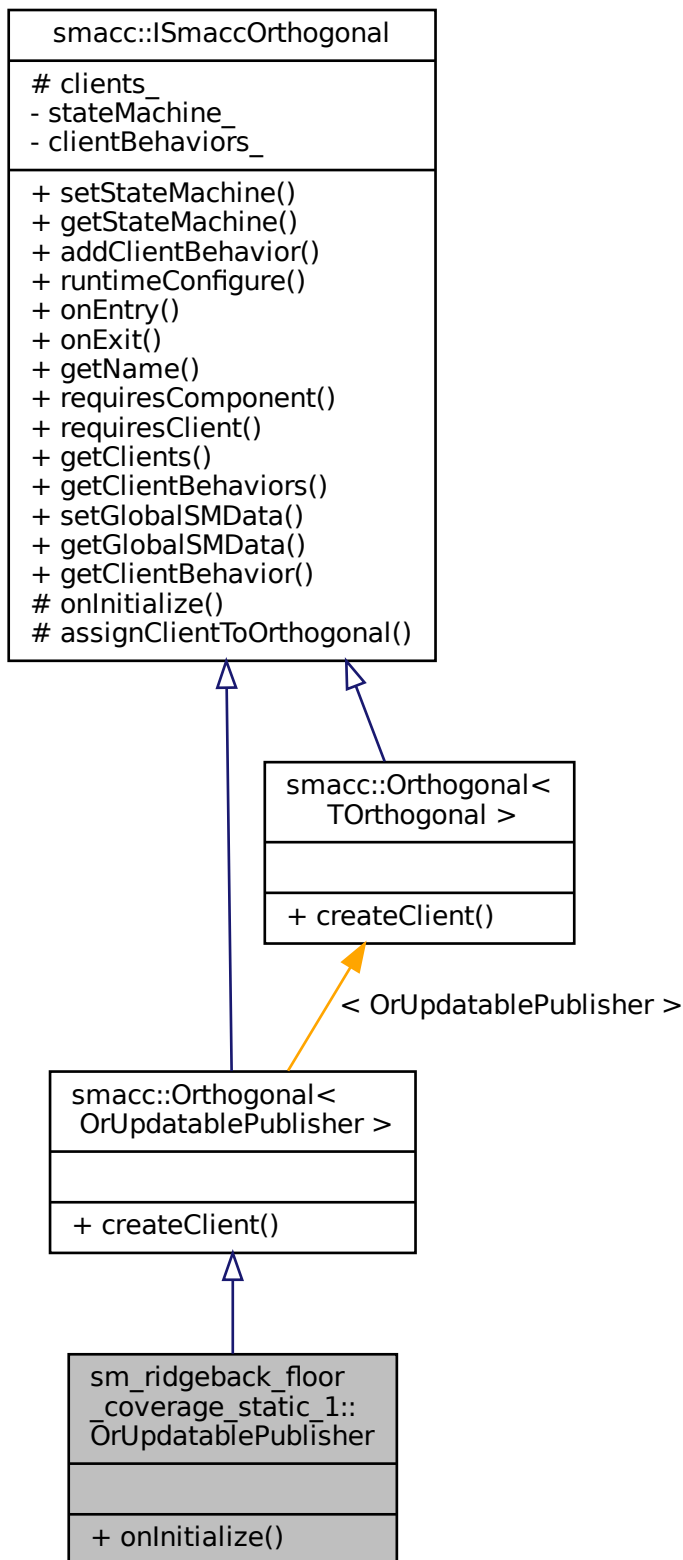 smacc::ISmaccOrthogonal
# clients_
- stateMachine_
- clientBehaviors_
+ setStateMachine()
+ getStateMachine()
+ addClientBehavior()
+ runtimeConfigure()
+ onEntry()
+ onExit()
+ getName()
+ requiresComponent()
+ requiresClient()
+ getClients()
+ getClientBehaviors()
+ setGlobalSMData()
+ getGlobalSMData()
+ getClientBehavior()
# onInitialize()
# assignClientToOrthogonal()
smacc::Orthogonal<
TOrthogonal >
+ createClient()
< OrUpdatablePublisher >
smacc::Orthogonal<
OrUpdatablePublisher >
+ createClient()
sm_ridgeback_floor
_coverage_static_1::
OrUpdatablePublisher
+ onInitialize()